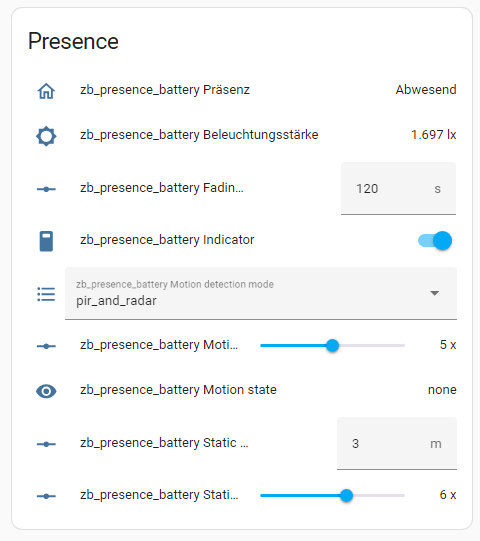 Presence
zb_presence_battery Präsenz Abwesend
zb_presence_battery Beleuchtungsstärke 1.697 lx
zb_presence_battery Fadin... 120 s
zb_presence_battery Indicator
zb_presence_battery Motion detection mode
pir_and_radar
zb_presence_battery Moti... 5 x
zb_presence_battery Motion state none
zb_presence_battery Static ... 3 m
zb_presence_battery Stati... 6 x